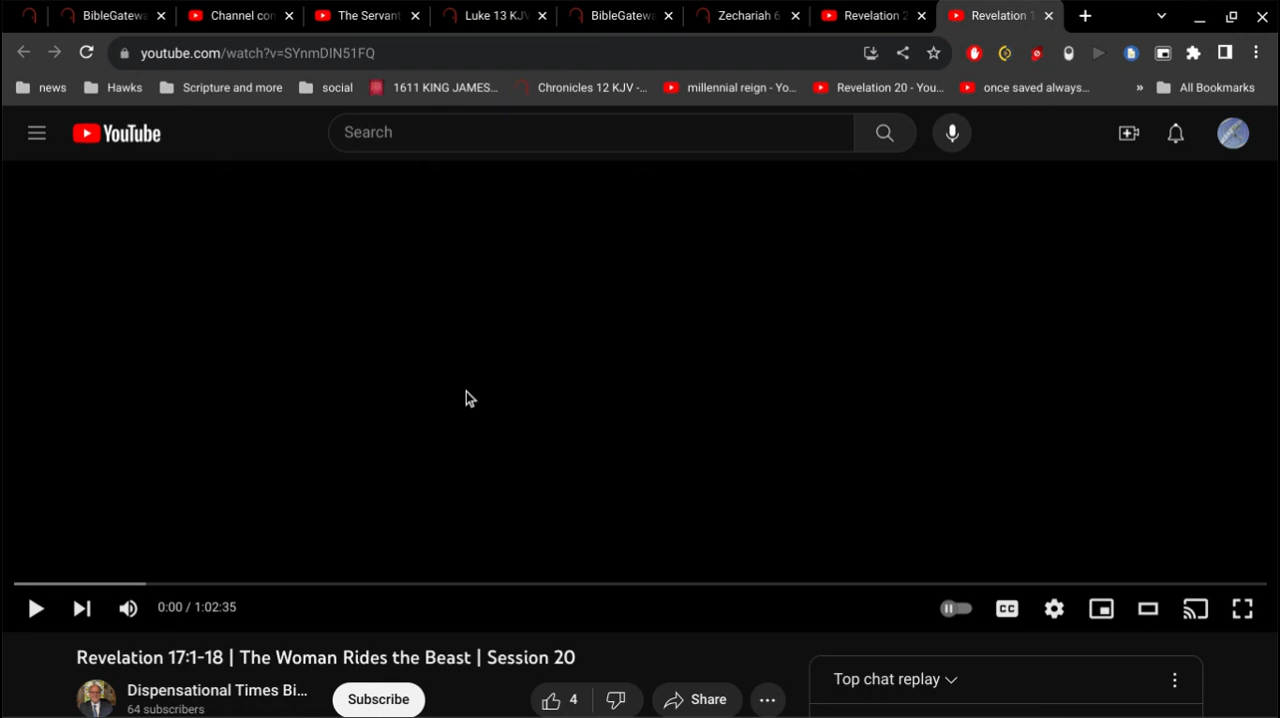 BibleGatewa
Channel con
The Servant
Luke 13 KJV
BibleGatewa
Zechariah 6
Revelation 2
Revelation 1
youtube.com/watch?v=SYnmDIN51FQ
news
Hawks
Scripture and more
social
1611 KING JAMES...
Chronicles 12 KJV -...
millennial reign - Yo...
Revelation 20 - You...
once saved always...
»
All Bookmarks
YouTube
Search
0:00 / 1:02:35
CC
Revelation 17:1-18 | The Woman Rides the Beast | Session 20
Dispensational Times Bi...
64 subscribers
Subscribe
4
Share
Top chat replay